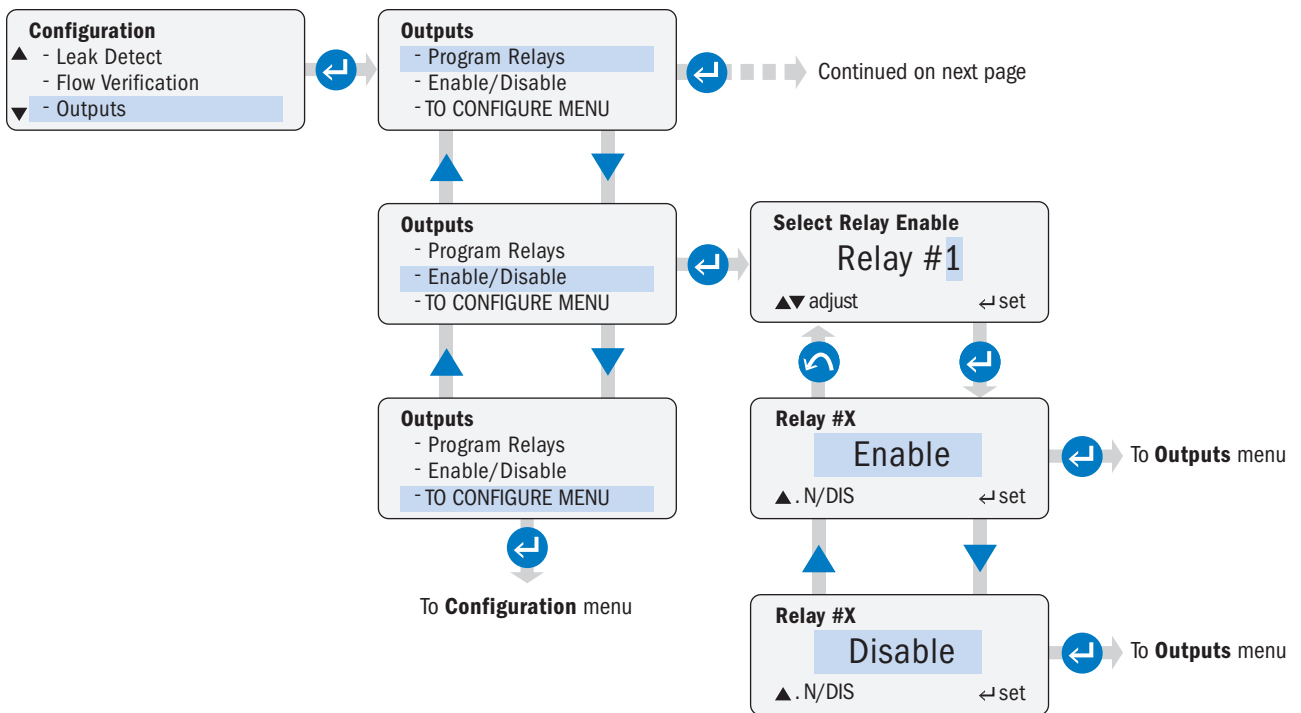 Configuration
▲ - Leak Detect
- Flow Verification
▼ - Outputs
Outputs
- Program Relays
- Enable/Disable
- TO CONFIGURE MENU
Continued on next page
Outputs
- Program Relays
- Enable/Disable
- TO CONFIGURE MENU
Select Relay Enable
Relay #1
▲▼ adjust ↵ set
Outputs
- Program Relays
- Enable/Disable
- TO CONFIGURE MENU
To Configuration menu
Relay #X
Enable
▲ . N/DIS ↵ set
To Outputs menu
Relay #X
Disable
▲ . N/DIS ↵ set
To Outputs menu